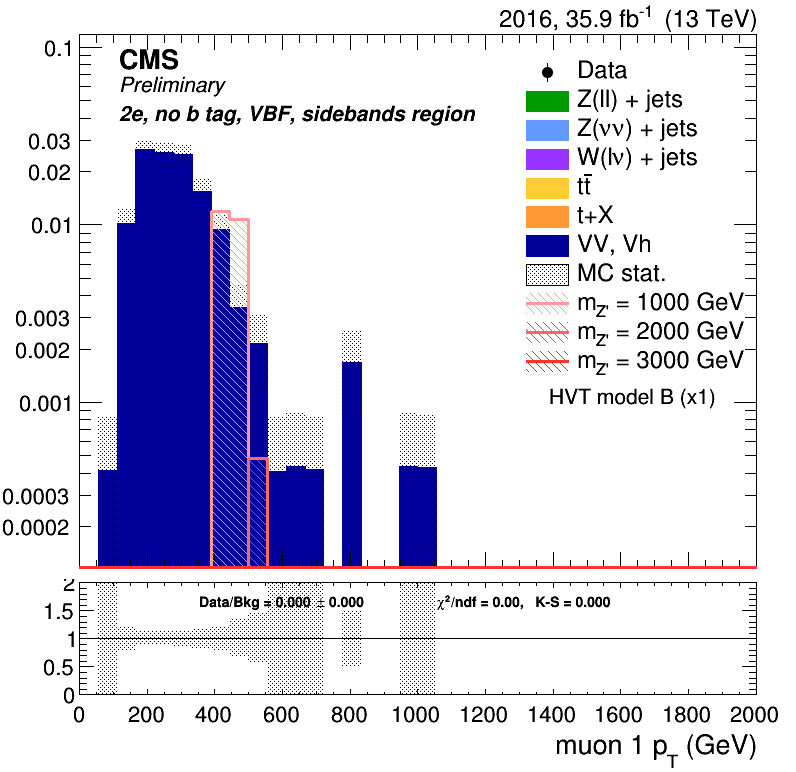 2016, 35.9 fb⁻¹ (13 TeV)
CMS
Preliminary
2e, no b tag, VBF, sidebands region
Data
Z(ll) + jets
Z(νν) + jets
W(lν) + jets
tt̄
t+X
VV, Vh
MC stat.
m_Z' = 1000 GeV
m_Z' = 2000 GeV
m_Z' = 3000 GeV
HVT model B (x1)
0.1
0.03
0.02
0.01
0.003
0.002
0.001
0.0003
0.0002
Data/Bkg = 0.000 ± 0.000 χ²/ndf = 0.00, K-S = 0.000
2
1.5
1
0.5
0
0 200 400 600 800 1000 1200 1400 1600 1800 2000
muon 1 p_T (GeV)